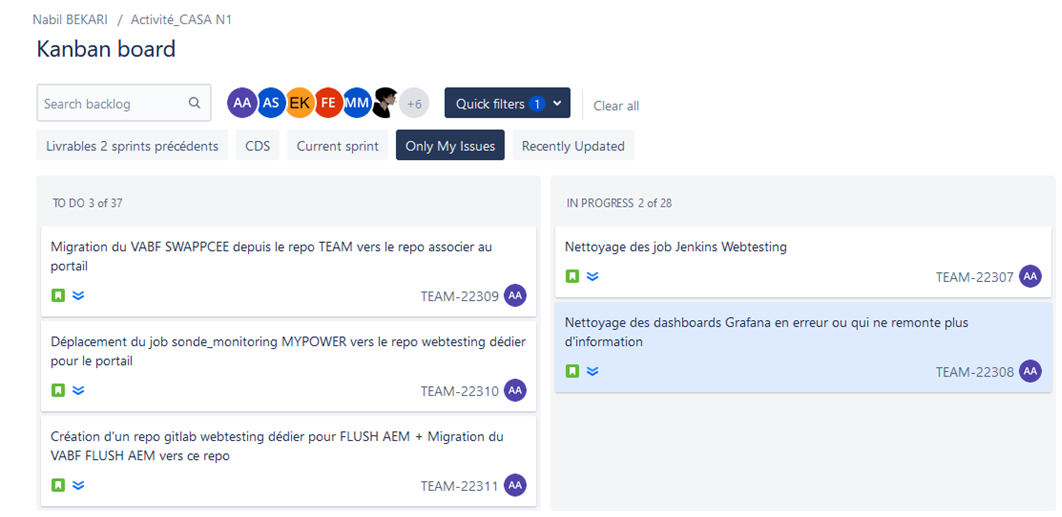 Nabil BEKARI / Activité_CASA N1
Kanban board
Search backlog
AA AS EK FE MM +6
Quick filters 1
Clear all
Livrables 2 sprints précédents
CDS
Current sprint
Only My Issues
Recently Updated
TO DO 3 of 37
Migration du VABF SWAPPCEE depuis le repo TEAM vers le repo associer au
portail
TEAM-22309 AA
Déplacement du job sonde_monitoring MYPOWER vers le repo webtesting dédier
pour le portail
TEAM-22310 AA
Création d'un repo gitlab webtesting dédier pour FLUSH AEM + Migration du
VABF FLUSH AEM vers ce repo
TEAM-22311 AA
IN PROGRESS 2 of 28
Nettoyage des job Jenkins Webtesting
TEAM-22307 AA
Nettoyage des dashboards Grafana en erreur ou qui ne remonte plus
d'information
TEAM-22308 AA